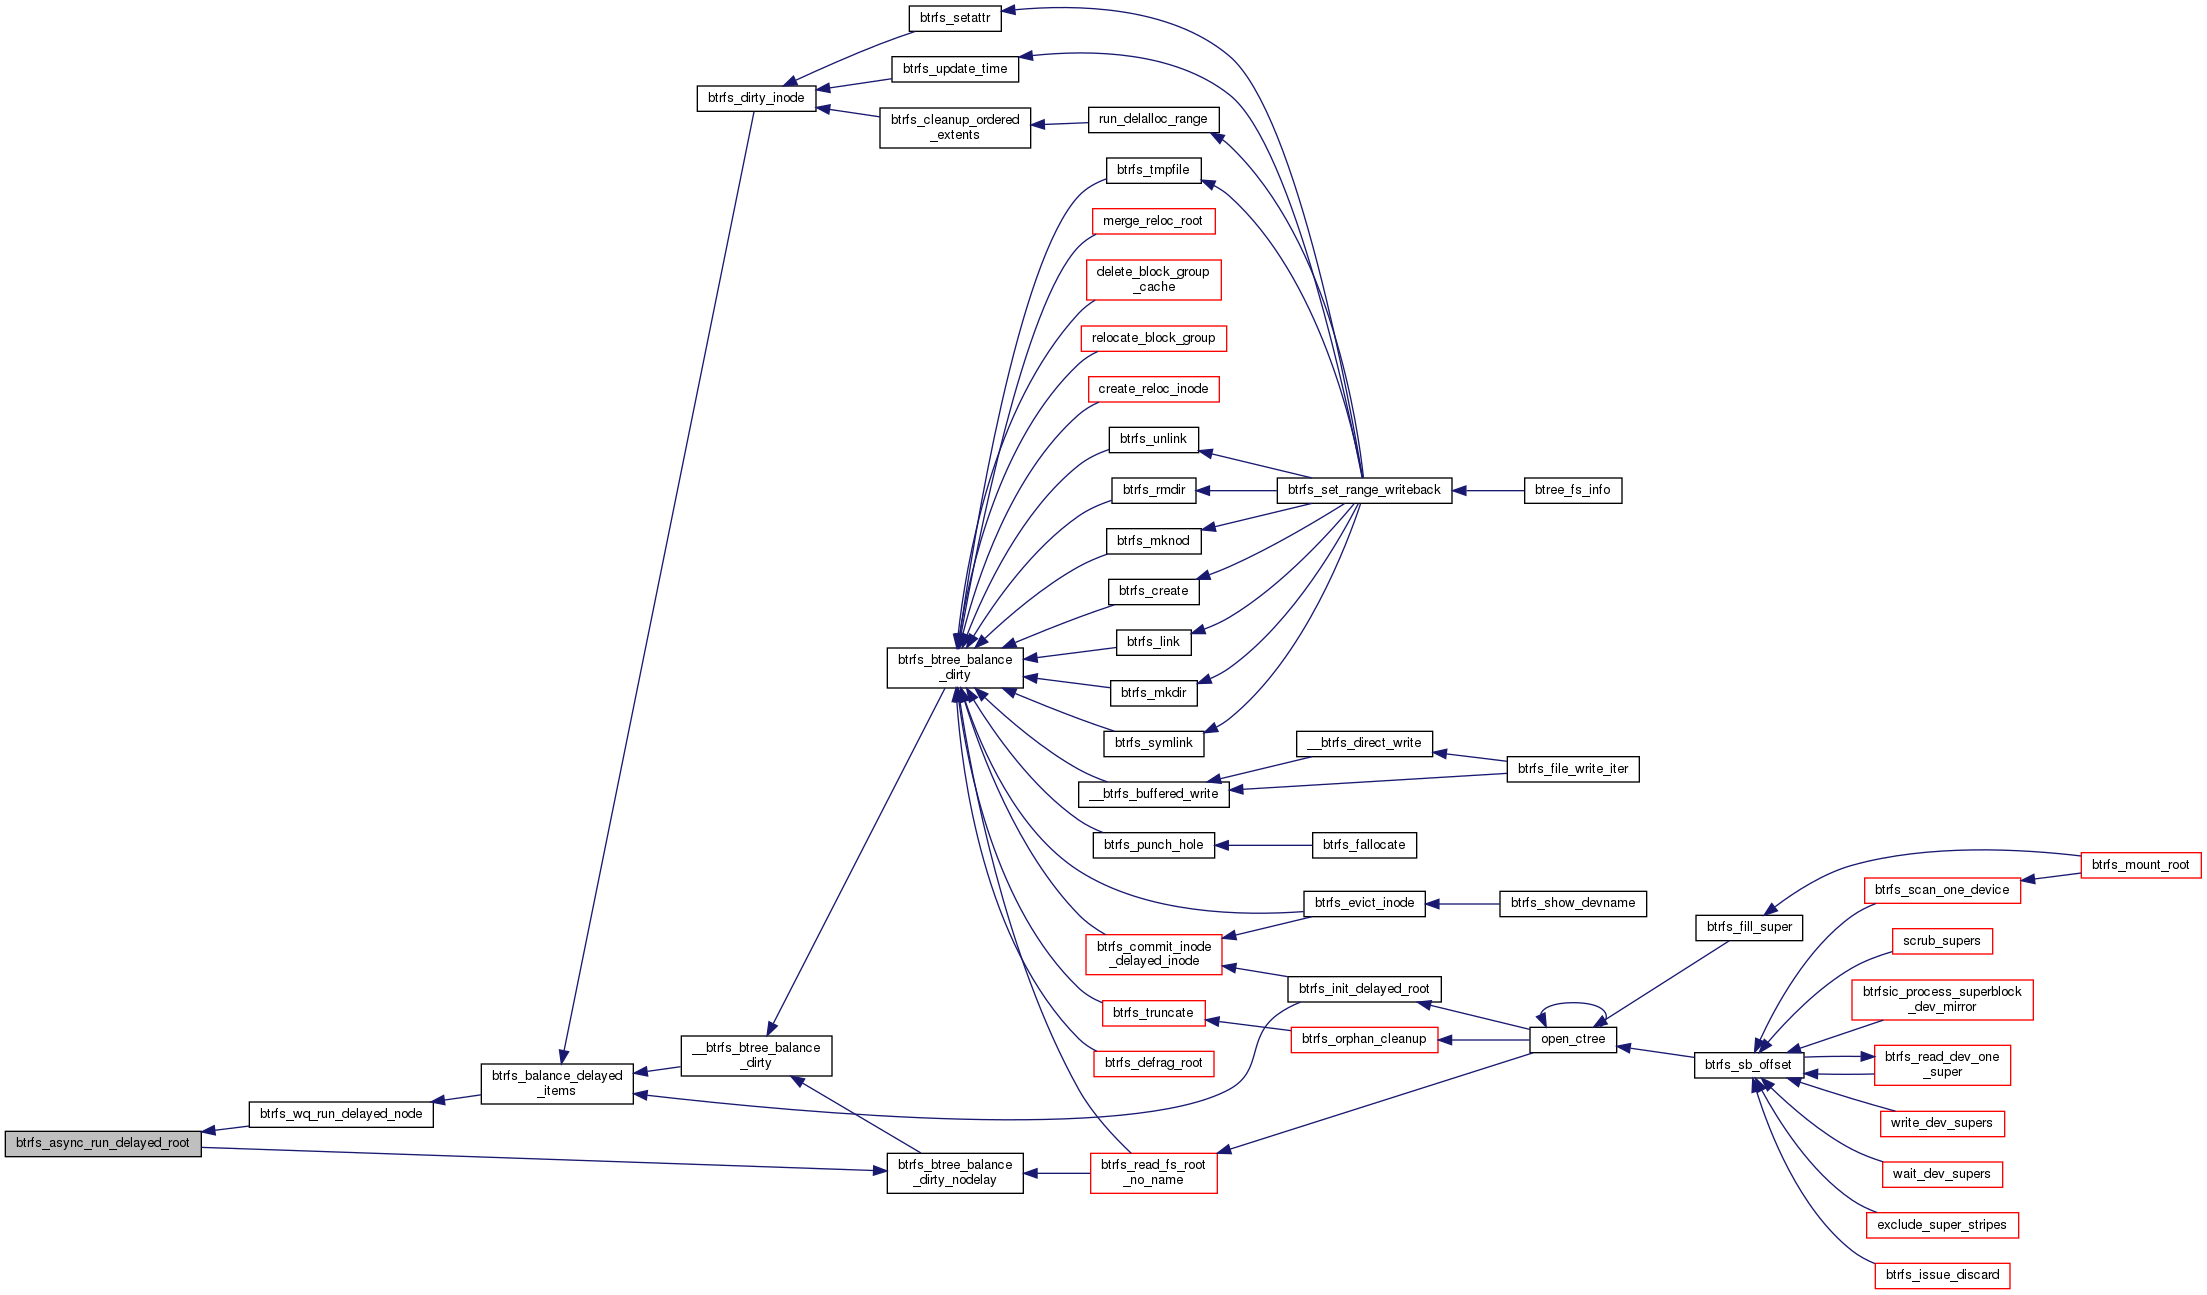 btrfs_setattr
btrfs_update_time
btrfs_dirty_inode
btrfs_cleanup_ordered
_extents
run_delalloc_range
btrfs_tmpfile
merge_reloc_root
delete_block_group
_cache
relocate_block_group
create_reloc_inode
btrfs_unlink
btrfs_rmdir
btrfs_set_range_writeback
btree_fs_info
btrfs_mknod
btrfs_create
btrfs_link
btrfs_btree_balance
_dirty
btrfs_mkdir
btrfs_symlink
__btrfs_direct_write
btrfs_file_write_iter
__btrfs_buffered_write
btrfs_punch_hole
btrfs_fallocate
btrfs_mount_root
btrfs_scan_one_device
btrfs_evict_inode
btrfs_show_devname
btrfs_fill_super
scrub_supers
btrfs_commit_inode
_delayed_inode
btrfs_init_delayed_root
btrfsic_process_superblock
_dev_mirror
btrfs_truncate
btrfs_orphan_cleanup
open_ctree
__btrfs_btree_balance
_dirty
btrfs_defrag_root
btrfs_sb_offset
btrfs_read_dev_one
_super
btrfs_balance_delayed
_items
btrfs_wq_run_delayed_node
write_dev_supers
btrfs_async_run_delayed_root
btrfs_btree_balance
_dirty_nodelay
btrfs_read_fs_root
_no_name
wait_dev_supers
exclude_super_stripes
btrfs_issue_discard